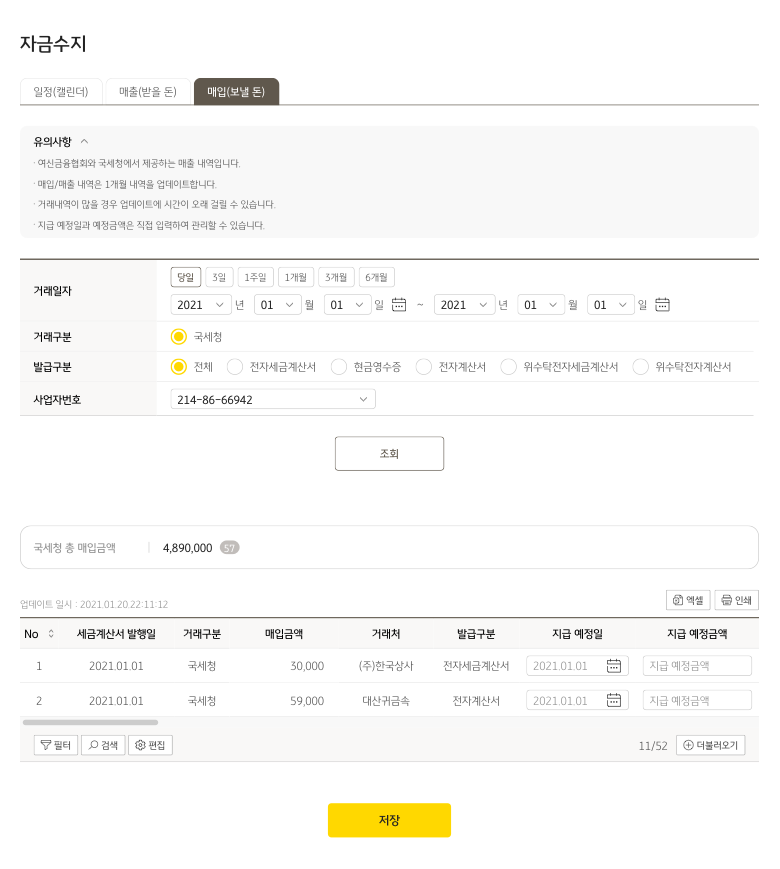 자금수지
일정(캘린더) 매출(받을 돈) 매입(보낼 돈)
유의사항
· 여신금융협회와 국세청에서 제공하는 매출 내역입니다.
· 매입/매출 내역은 1개월 내역을 업데이트합니다.
· 거래내역이 많을 경우 업데이트에 시간이 오래 걸릴 수 있습니다.
· 지급 예정일과 예정금액은 직접 입력하여 관리할 수 있습니다.
거래일자 당일 3일 1주일 1개월 3개월 6개월
2021 년 01 월 01 일 ~ 2021 년 01 월 01 일
거래구분 국세청
발급구분 전체 전자세금계산서 현금영수증 전자계산서 위수탁전자세금계산서 위수탁전자계산서
사업자번호 214-86-66942
조회
국세청 총 매입금액 4,890,000 57
업데이트 일시 : 2021.01.20.22:11:12 엑셀 인쇄
No 세금계산서 발행일 거래구분 매입금액 거래처 발급구분 지급 예정일 지급 예정금액
1 2021.01.01 국세청 30,000 (주)한국상사 전자세금계산서 2021.01.01 지급 예정금액
2 2021.01.01 국세청 59,000 대산귀금속 전자계산서 2021.01.01 지급 예정금액
필터 검색 편집 11/52 더불러오기
저장